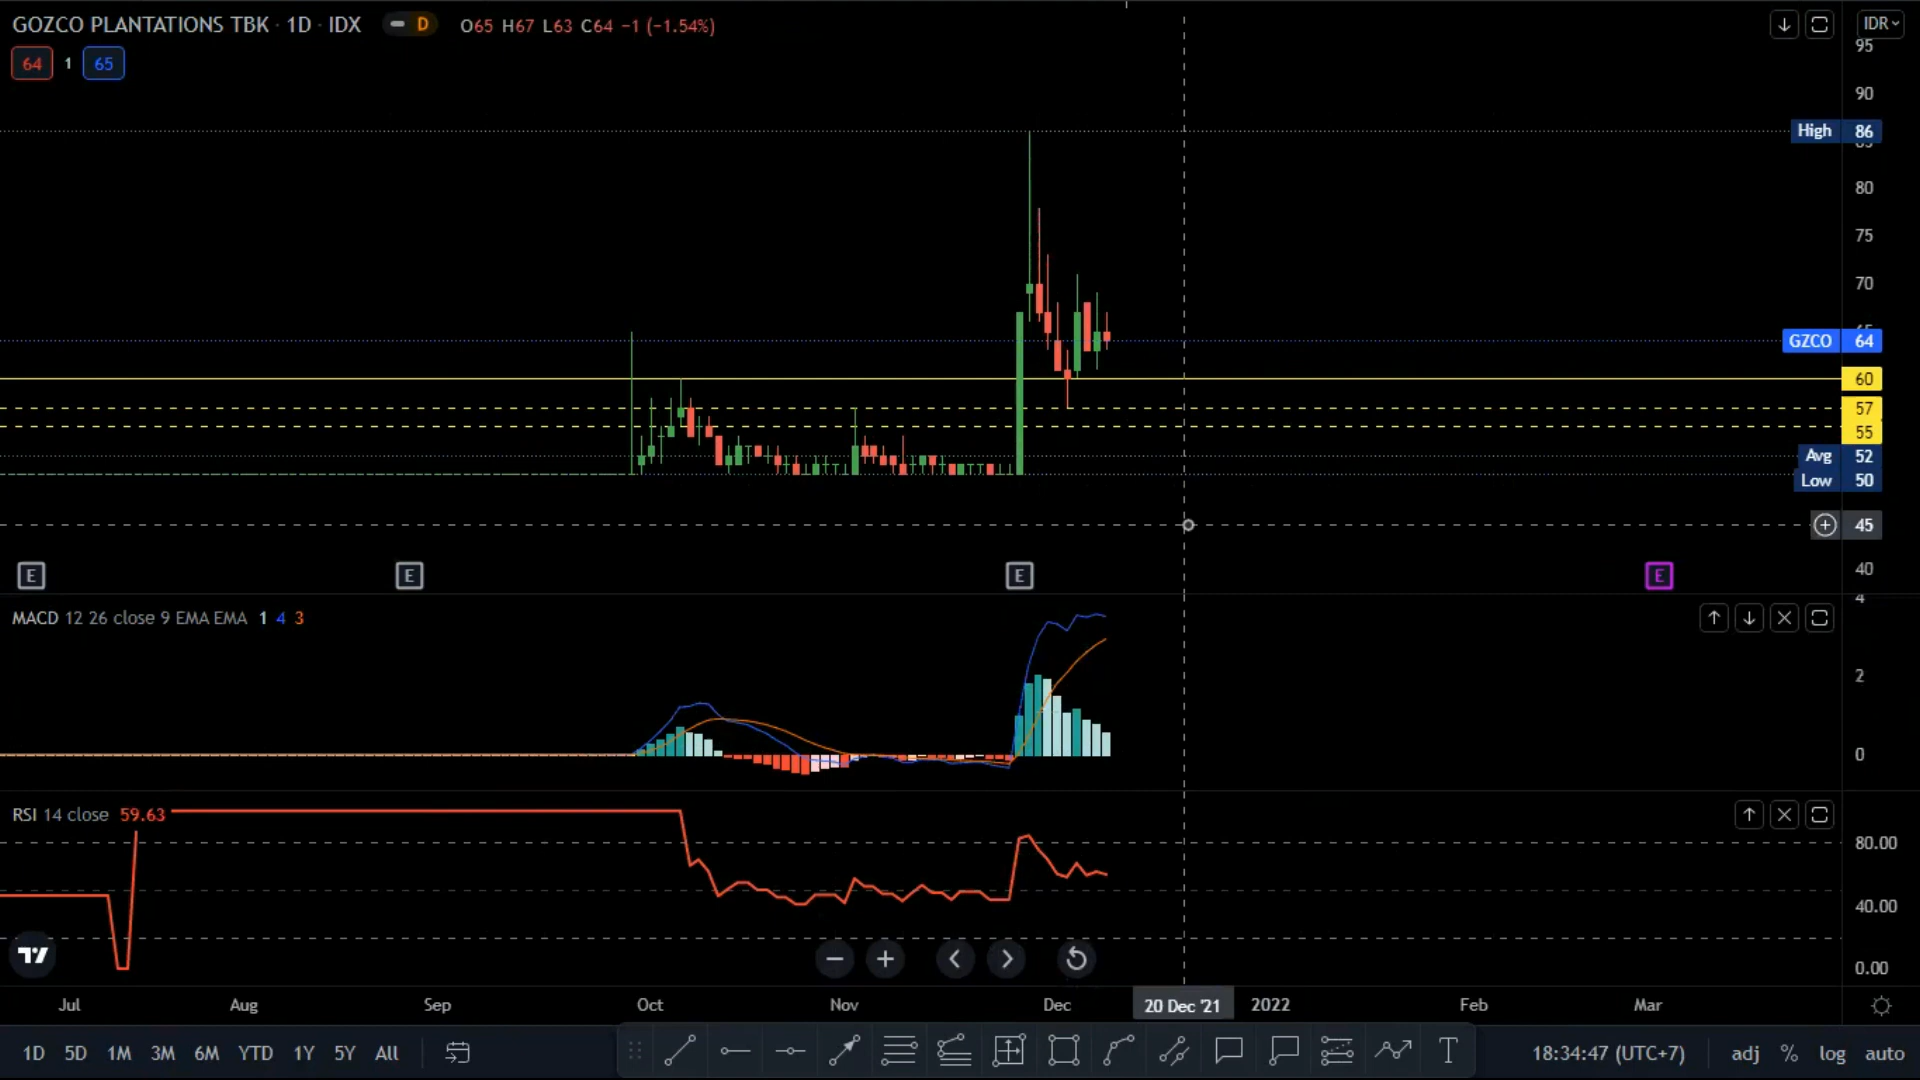 GOZCO PLANTATIONS TBK · 1D · IDX D O65 H67 L63 C64 −1 (−1.54%) IDR
64 1 65
95
90
High 86
85
80
75
70
65
GZCO 64
60
57
55
Avg 52
Low 50
45
40
E E E E
MACD 12 26 close 9 EMA EMA 1 4 3
4
2
0
RSI 14 close 59.63
80.00
40.00
0.00
Jul Aug Sep Oct Nov Dec 20 Dec '21 2022 Feb Mar
1D 5D 1M 3M 6M YTD 1Y 5Y All T 18:34:47 (UTC+7) adj % log auto